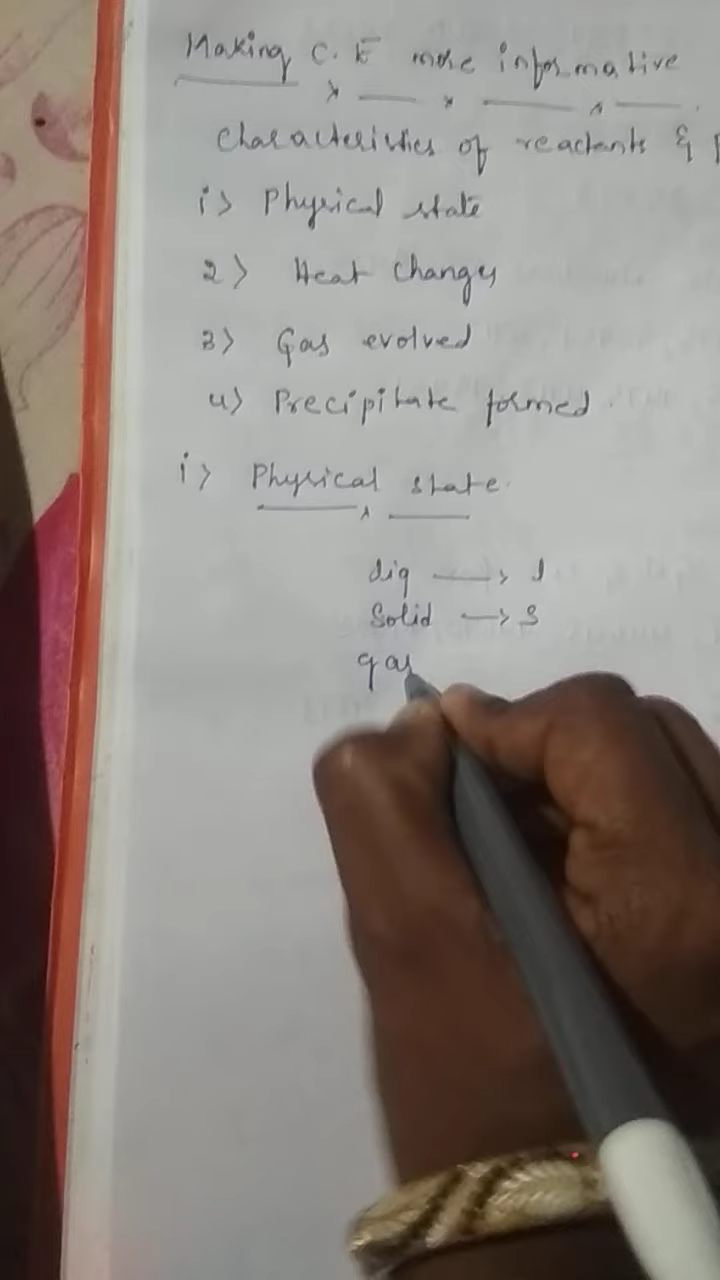 Making C.E more informative
Characteristics of reactants &
i> Physical state
2> Heat changes
3> Gas evolved
4> Precipitate formed.
i> Physical state.
liq → l
Solid → S
gas